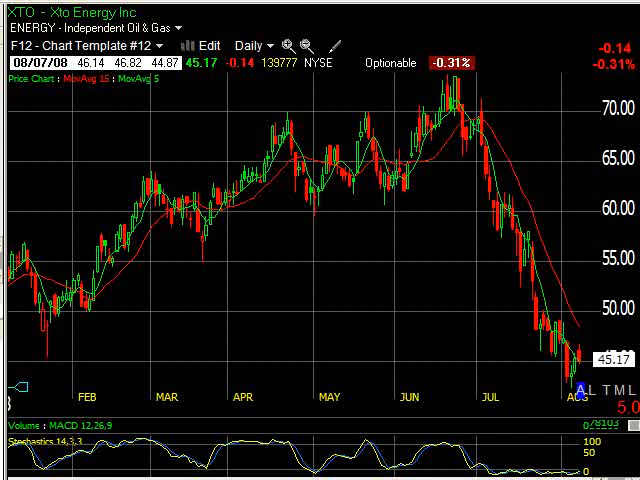 XTO - Xto Energy Inc
ENERGY - Independent Oil & Gas
F12 - Chart Template #12 Edit Daily
-0.14
-0.31%
08/07/08 46.14 46.82 44.87 45.17 -0.14 139777 NYSE Optionable -0.31%
Price Chart : MovAvg 15 : MovAvg 5
70.00
65.00
60.00
55.00
50.00
45.17
A L T M L
FEB MAR APR MAY JUN JUL AUG
5.0
Volume : MACD 12,26,9
Stochastics 14,3,3
100
50
0